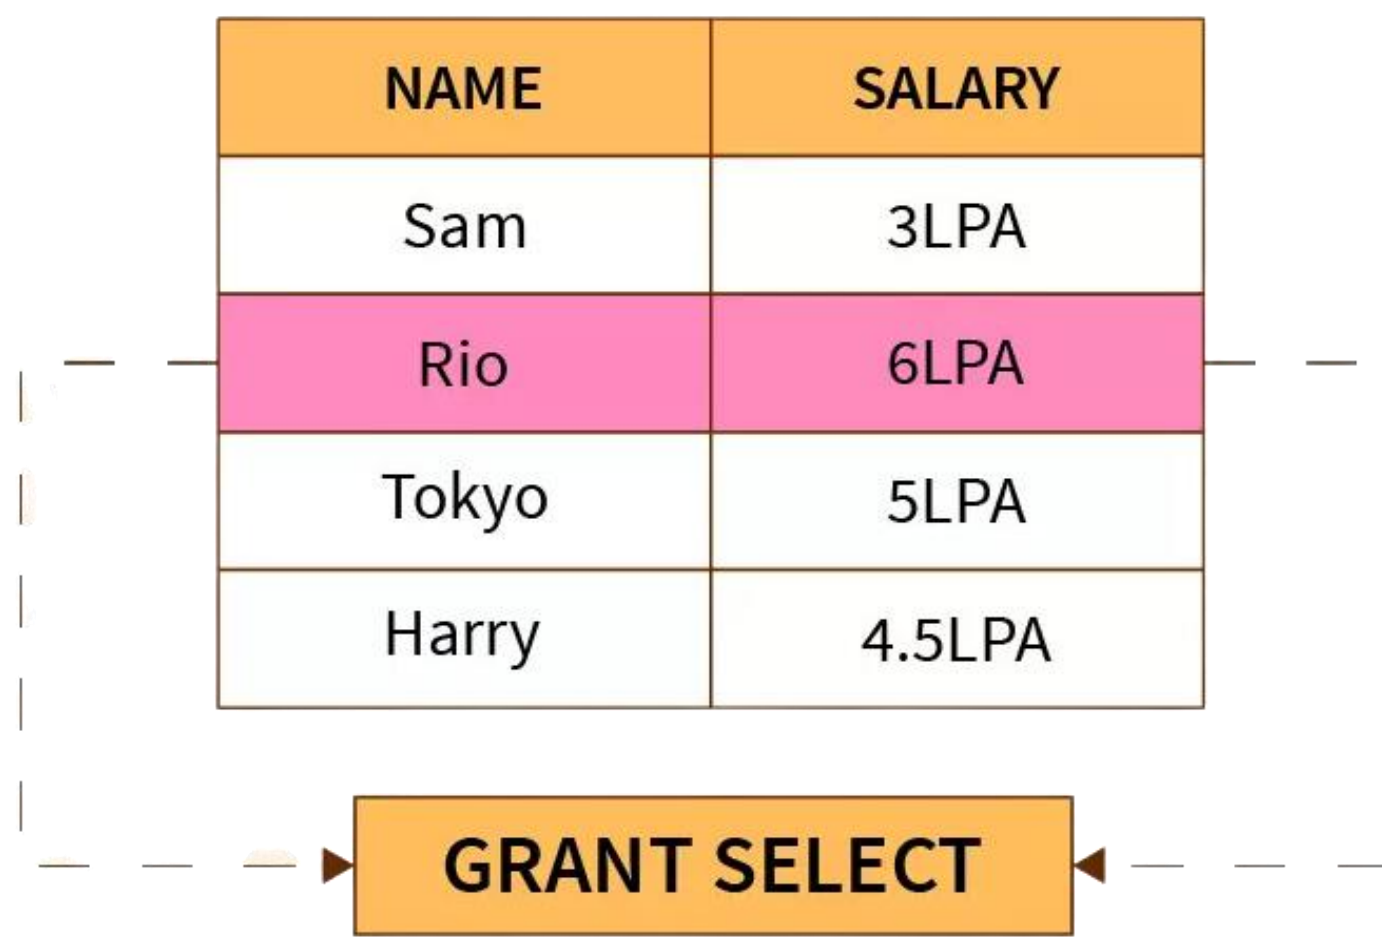 NAME SALARY
Sam 3LPA
Rio 6LPA
Tokyo 5LPA
Harry 4.5LPA
GRANT SELECT